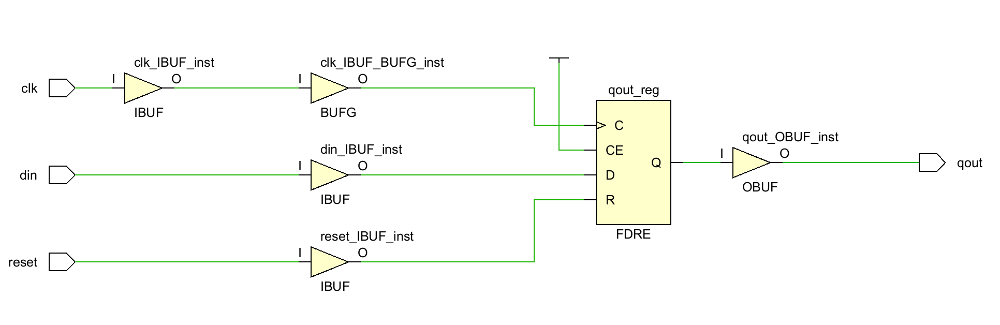 clk_IBUF_inst
clk_IBUF_BUFG_inst
I
O
I
O
clk
IBUF
BUFG
qout_reg
C
din_IBUF_inst
qout_OBUF_inst
CE
I
O
I
O
Q
qout
din
D
IBUF
OBUF
R
reset_IBUF_inst
FDRE
I
O
reset
IBUF